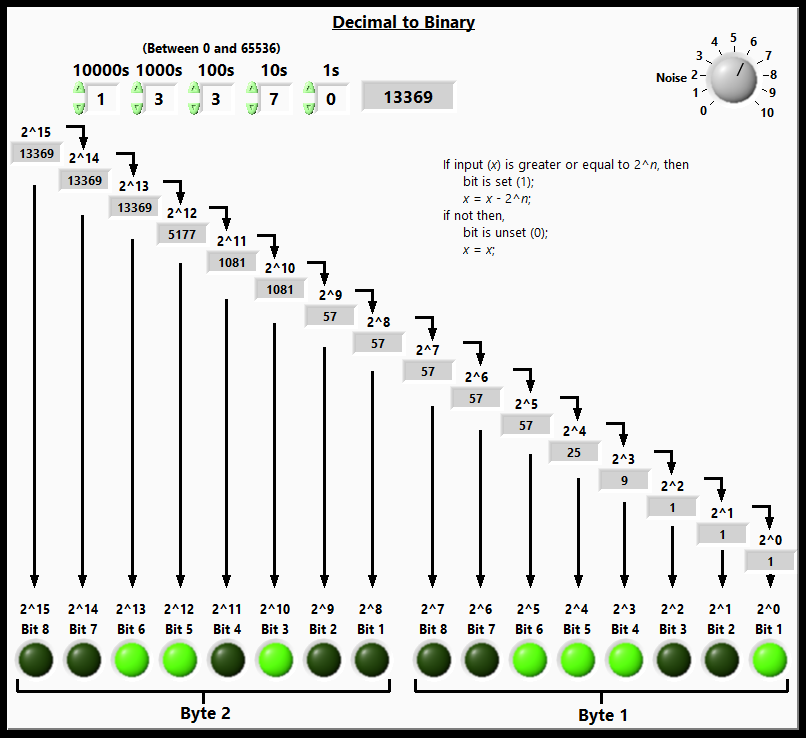 Decimal to Binary
(Between 0 and 65536)
10000s 1000s 100s 10s 1s
1 3 3 7 0 13369
Noise 0 1 2 3 4 5 6 7 8 9 10
2^15
13369
2^14
13369
2^13
13369
2^12
5177
2^11
1081
2^10
1081
2^9
57
2^8
57
2^7
57
2^6
57
2^5
57
2^4
25
2^3
9
2^2
1
2^1
1
2^0
1
If input (x) is greater or equal to 2^n, then
bit is set (1);
x = x - 2^n;
if not then,
bit is unset (0);
x = x;
2^15 2^14 2^13 2^12 2^11 2^10 2^9 2^8 2^7 2^6 2^5 2^4 2^3 2^2 2^1 2^0
Bit 8 Bit 7 Bit 6 Bit 5 Bit 4 Bit 3 Bit 2 Bit 1 Bit 8 Bit 7 Bit 6 Bit 5 Bit 4 Bit 3 Bit 2 Bit 1
Byte 2 Byte 1